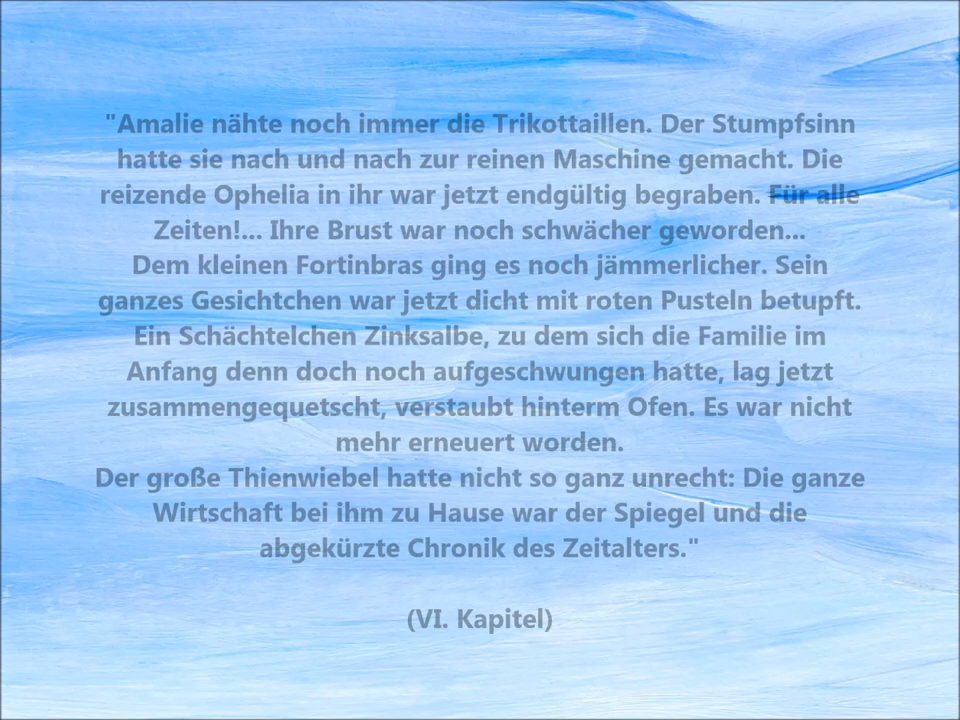 "Amalie nähte noch immer die Trikottaillen. Der Stumpfsinn
hatte sie nach und nach zur reinen Maschine gemacht. Die
reizende Ophelia in ihr war jetzt endgültig begraben. Für alle
Zeiten!... Ihre Brust war noch schwächer geworden...
Dem kleinen Fortinbras ging es noch jämmerlicher. Sein
ganzes Gesichtchen war jetzt dicht mit roten Pusteln betupft.
Ein Schächtelchen Zinksalbe, zu dem sich die Familie im
Anfang denn doch noch aufgeschwungen hatte, lag jetzt
zusammengequetscht, verstaubt hinterm Ofen. Es war nicht
mehr erneuert worden.
Der große Thienwiebel hatte nicht so ganz unrecht: Die ganze
Wirtschaft bei ihm zu Hause war der Spiegel und die
abgekürzte Chronik des Zeitalters."
(VI. Kapitel)